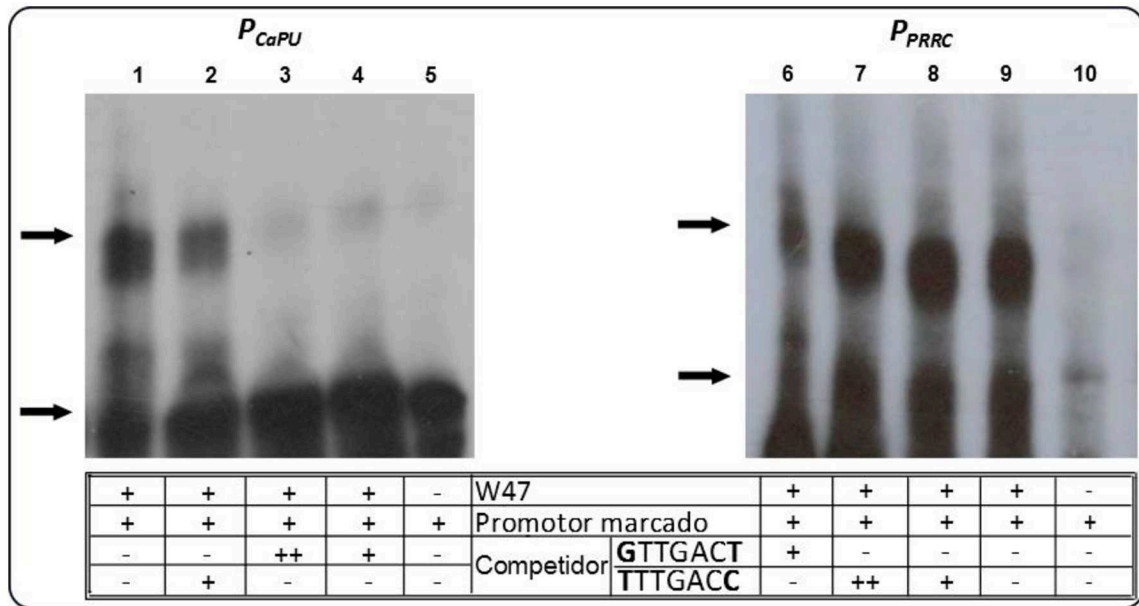 P_CaPU P_PRRC
1 2 3 4 5 6 7 8 9 10
+ + + + - W47 + + + + -
+ + + + + Promotor marcado + + + + +
- - ++ + - Competidor GTTGACT + - - - -
- + - - - TTTGACC - ++ + - -